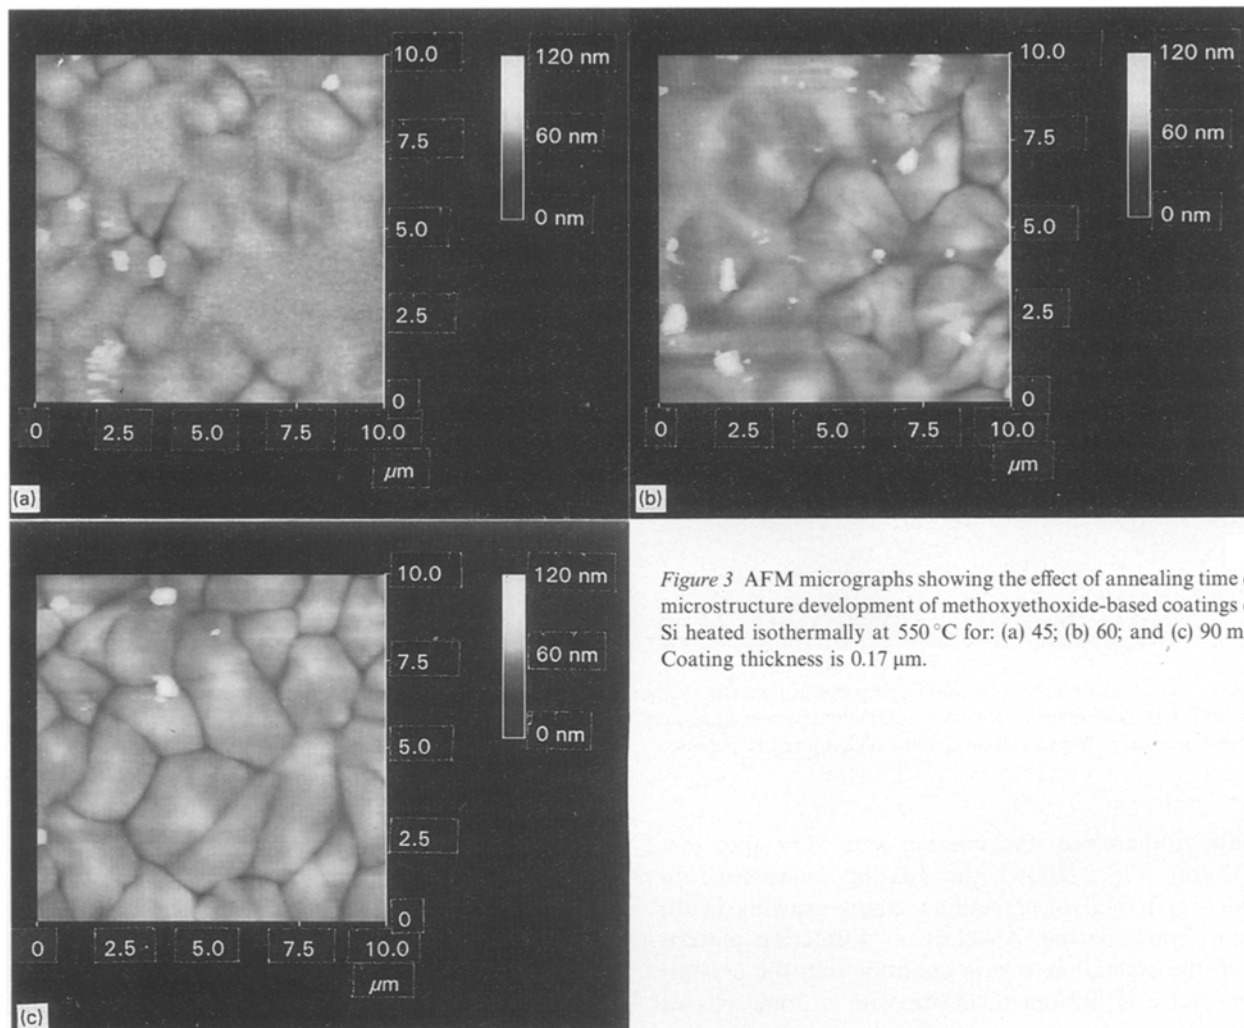 10.0
120 nm
7.5
60 nm
5.0
0 nm
2.5
0
0 2.5 5.0 7.5 10.0
µm
(a)
10.0
120 nm
7.5
60 nm
5.0
0 nm
2.5
0
0 2.5 5.0 7.5 10.0
µm
(b)
10.0
120 nm
7.5
60 nm
5.0
0 nm
2.5
0
0 2.5 5.0 7.5 10.0
µm
(c)
Figure 3 AFM micrographs showing the effect of annealing time
microstructure development of methoxyethoxide-based coatings
Si heated isothermally at 550 °C for: (a) 45; (b) 60; and (c) 90 m
Coating thickness is 0.17 µm.